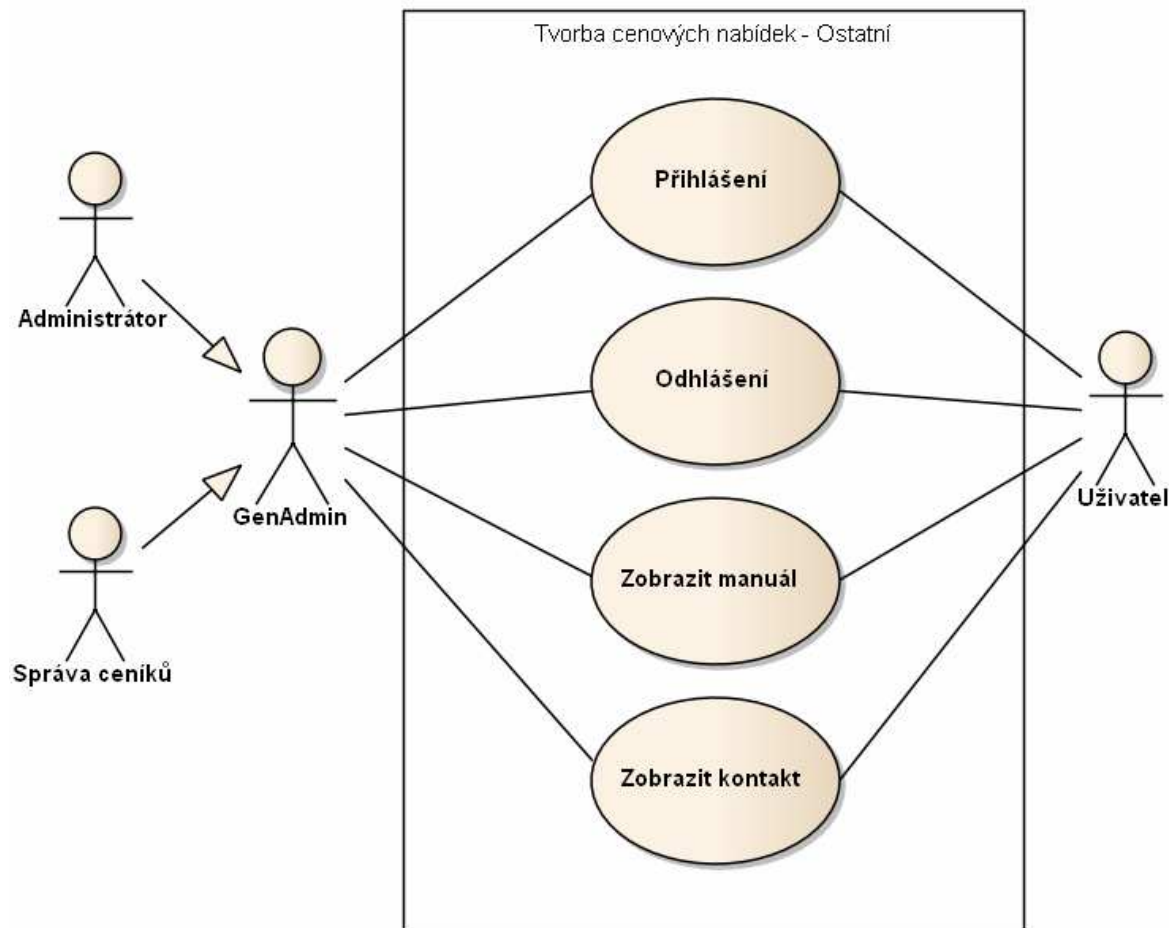 Tvorba cenových nabídek - Ostatní
Přihlášení
Administrátor
Odhlášení
GenAdmin
Uživatel
Zobrazit manuál
Správa ceníků
Zobrazit kontakt